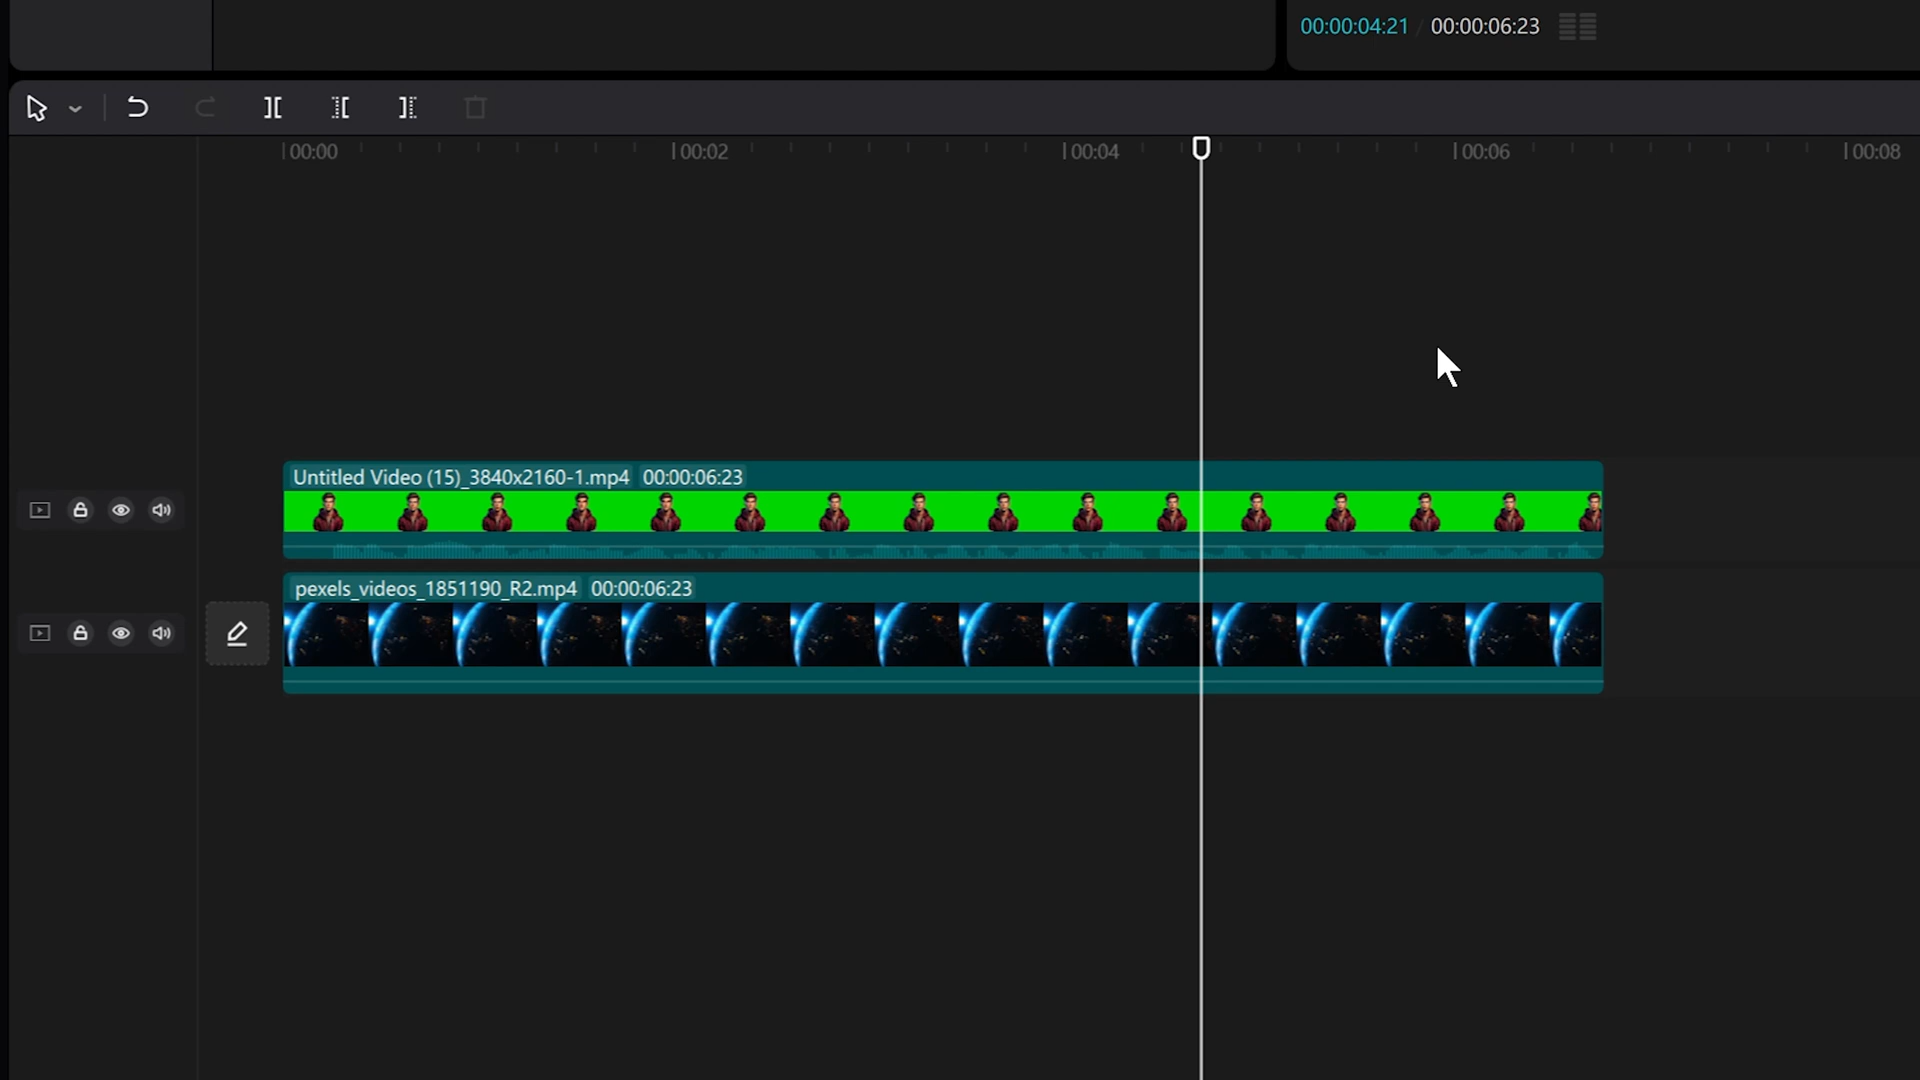 00:00:04:21 / 00:00:06:23
00:00 00:02 00:04 00:06 00:08
Untitled Video (15)_3840x2160-1.mp4 00:00:06:23
pexels_videos_1851190_R2.mp4 00:00:06:23